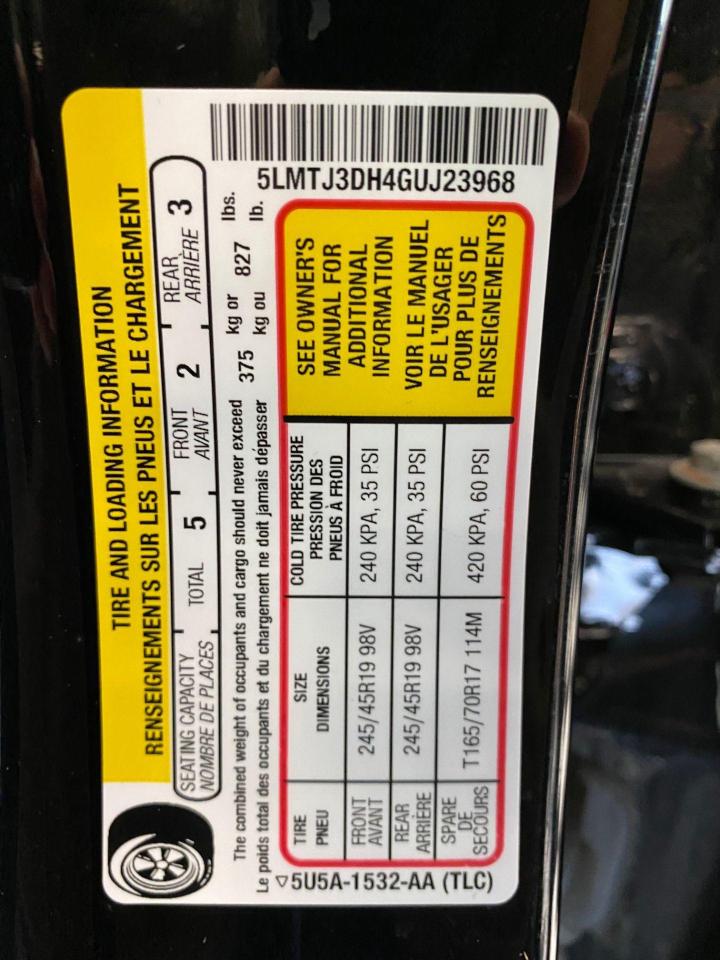 TIRE AND LOADING INFORMATION
RENSEIGNEMENTS SUR LES PNEUS ET LE CHARGEMENT
SEATING CAPACITY TOTAL 5 FRONT 2 REAR 3
NOMBRE DE PLACES AVANT ARRIÈRE
The combined weight of occupants and cargo should never exceed 375 kg or 827 lbs.
Le poids total des occupants et du chargement ne doit jamais dépasser kg ou lb.
5LMTJ3DH4GUJ23968
TIRE SIZE COLD TIRE PRESSURE
PNEU DIMENSIONS PRESSION DES
PNEUS À FROID
FRONT
AVANT 245/45R19 98V 240 KPA, 35 PSI
REAR
ARRIÈRE 245/45R19 98V 240 KPA, 35 PSI
SPARE
DE
SECOURS T165/70R17 114M 420 KPA, 60 PSI
SEE OWNER'S
MANUAL FOR
ADDITIONAL
INFORMATION
VOIR LE MANUEL
DE L'USAGER
POUR PLUS DE
RENSEIGNEMENTS
▽5U5A-1532-AA (TLC)